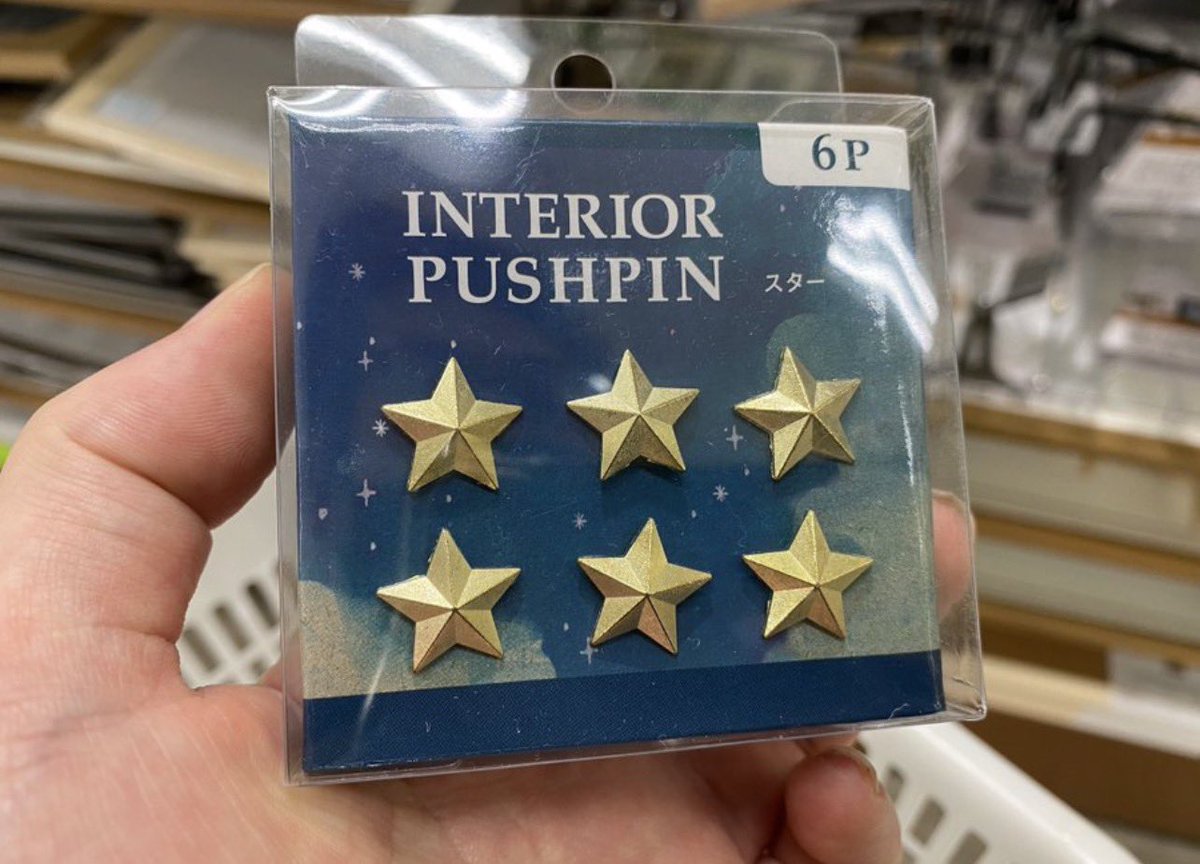 6P
INTERIOR
PUSHPIN スター